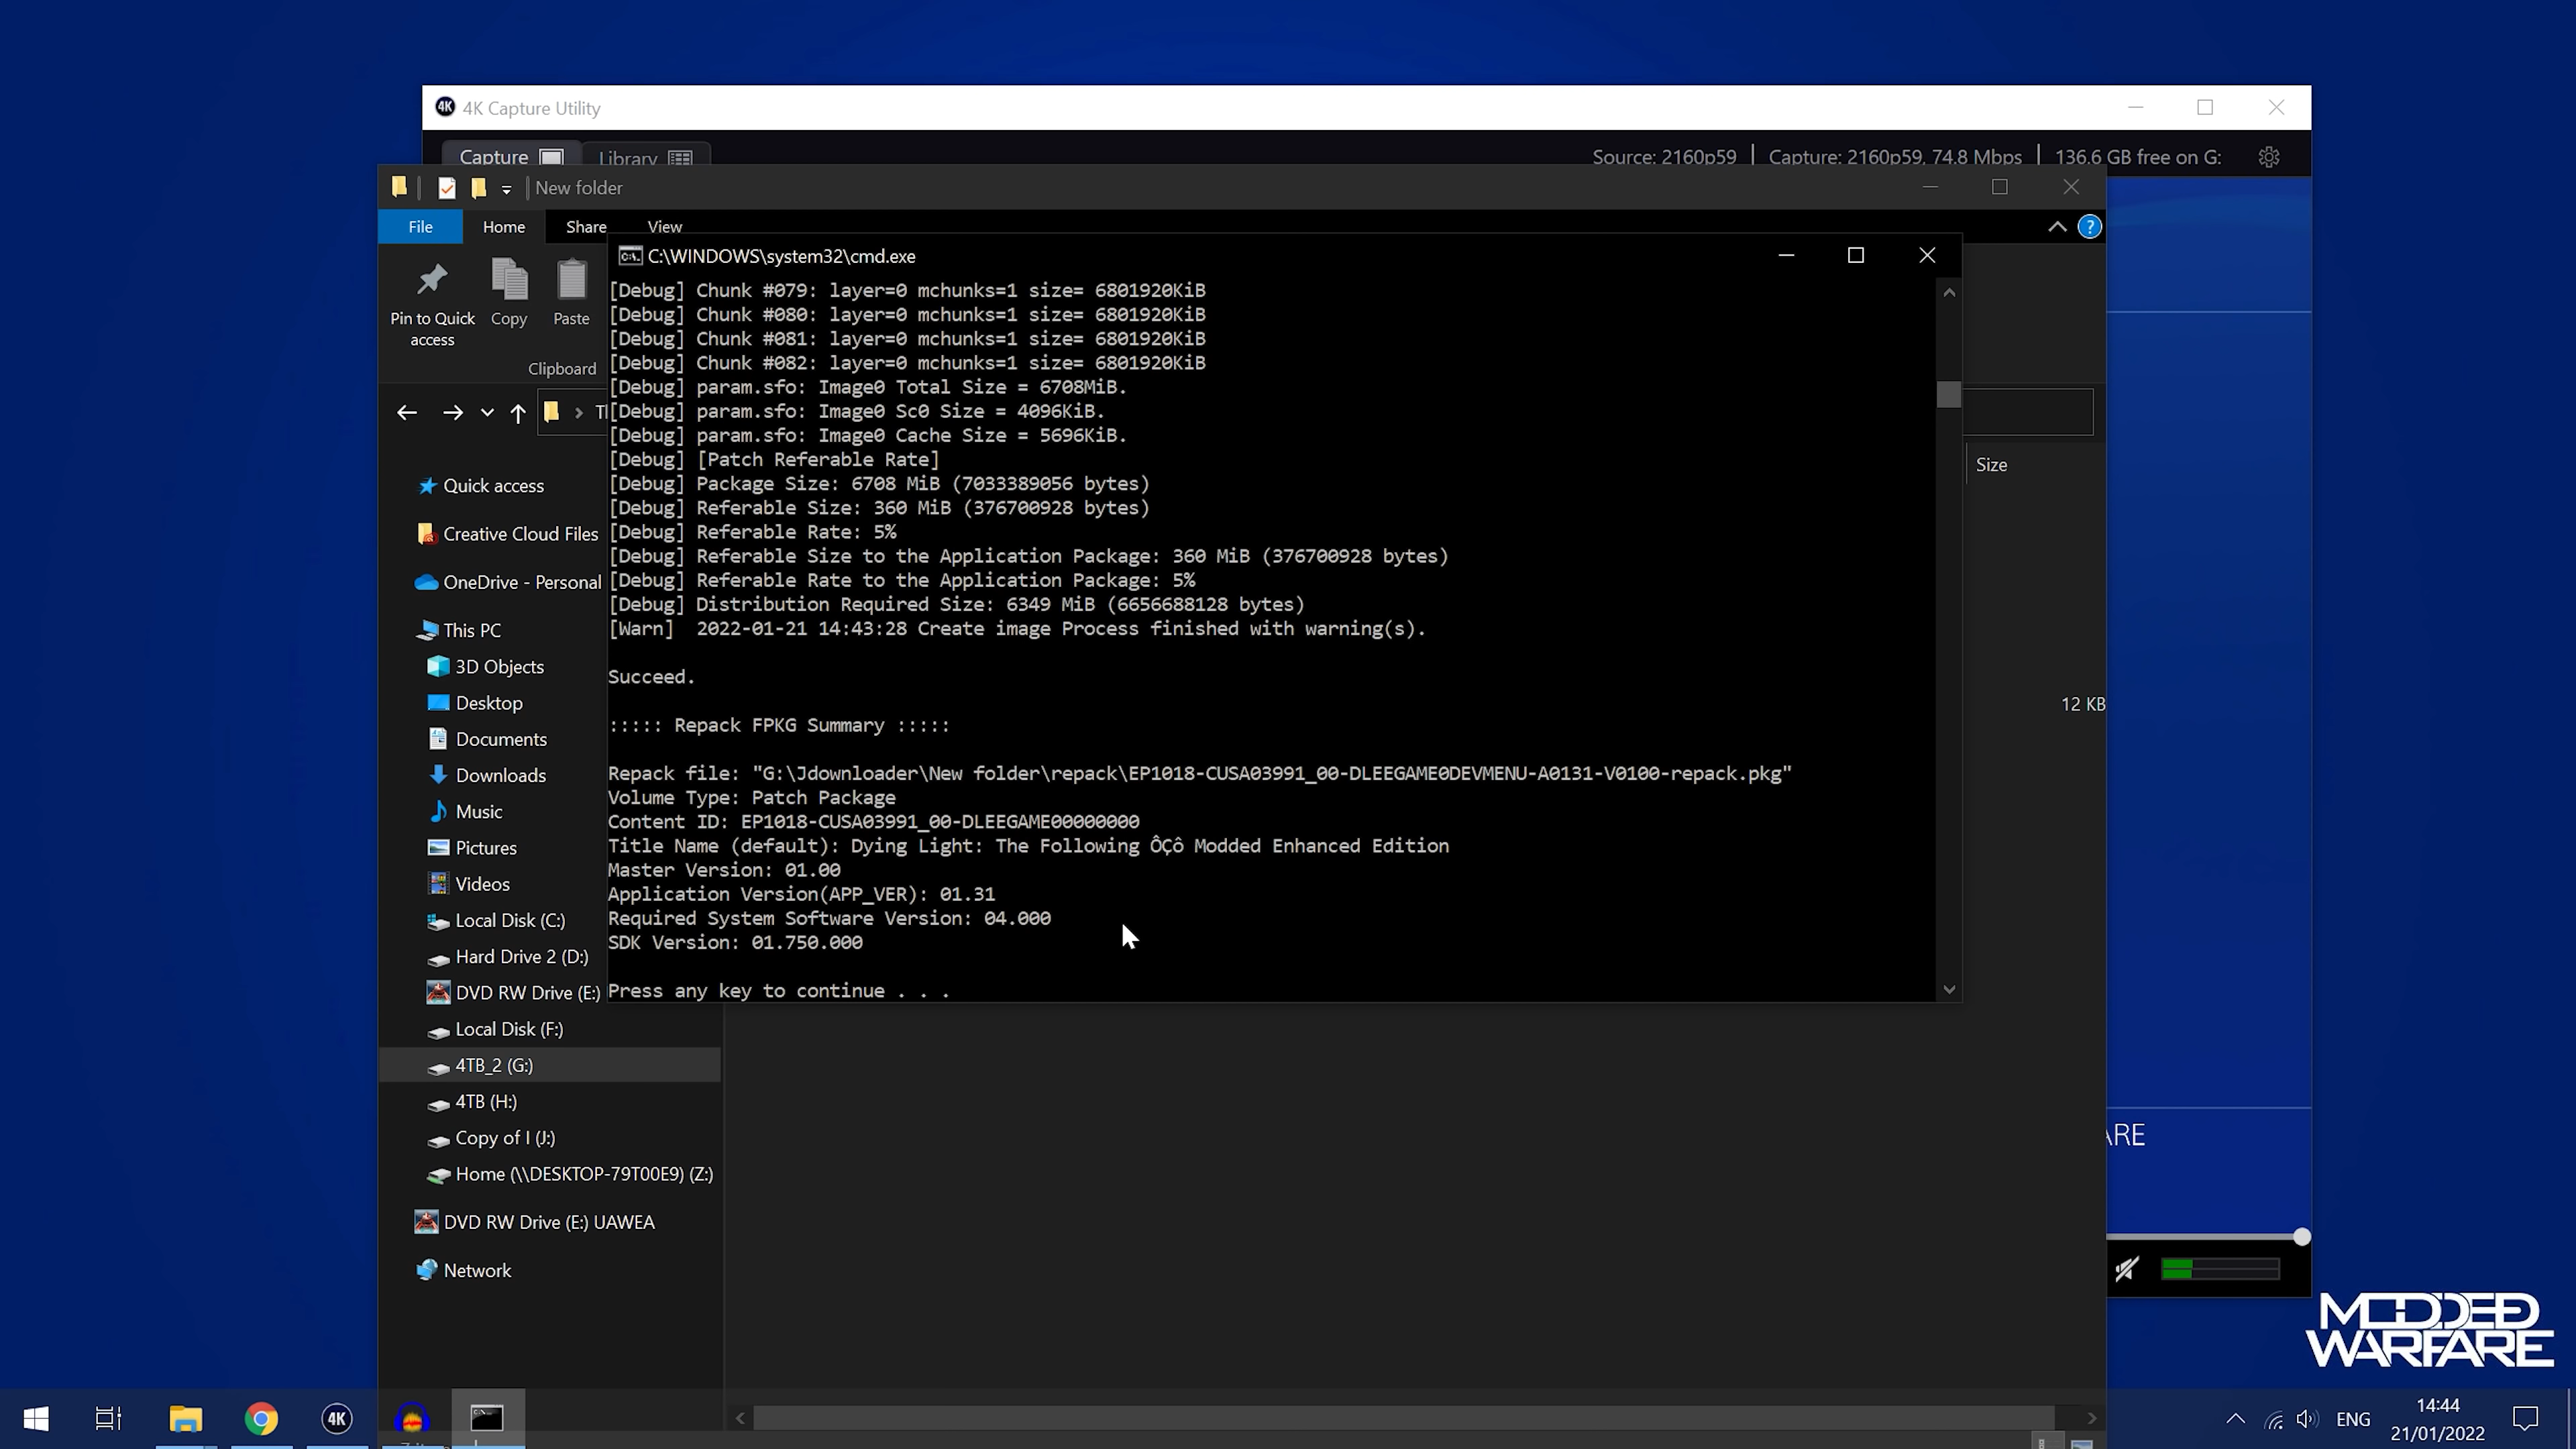 4K 4K Capture Utility
Capture Library Source: 2160p59 Capture: 2160p59, 74.8 Mbps 136.6 GB free on G:
New folder
File Home Share View
Pin to Quick access Copy Paste
Clipboard
C:\WINDOWS\system32\cmd.exe
[Debug] Chunk #079: layer=0 mchunks=1 size= 6801920KiB
[Debug] Chunk #080: layer=0 mchunks=1 size= 6801920KiB
[Debug] Chunk #081: layer=0 mchunks=1 size= 6801920KiB
[Debug] Chunk #082: layer=0 mchunks=1 size= 6801920KiB
[Debug] param.sfo: Image0 Total Size = 6708MiB.
[Debug] param.sfo: Image0 Sc0 Size = 4096KiB.
[Debug] param.sfo: Image0 Cache Size = 5696KiB.
[Debug] [Patch Referable Rate]
[Debug] Package Size: 6708 MiB (7033389056 bytes)
[Debug] Referable Size: 360 MiB (376700928 bytes)
[Debug] Referable Rate: 5%
[Debug] Referable Size to the Application Package: 360 MiB (376700928 bytes)
[Debug] Referable Rate to the Application Package: 5%
[Debug] Distribution Required Size: 6349 MiB (6656688128 bytes)
[Warn] 2022-01-21 14:43:28 Create image Process finished with warning(s).
Succeed.
::::: Repack FPKG Summary :::::
Repack file: "G:\Jdownloader\New folder\repack\EP1018-CUSA03991_00-DLEEGAME0DEVMENU-A0131-V0100-repack.pkg"
Volume Type: Patch Package
Content ID: EP1018-CUSA03991_00-DLEEGAME00000000
Title Name (default): Dying Light: The Following ÔÇô Modded Enhanced Edition
Master Version: 01.00
Application Version(APP_VER): 01.31
Required System Software Version: 04.000
SDK Version: 01.750.000
Press any key to continue . . .
Quick access
Creative Cloud Files
OneDrive - Personal
This PC
3D Objects
Desktop
Documents
Downloads
Music
Pictures
Videos
Local Disk (C:)
Hard Drive 2 (D:)
DVD RW Drive (E:)
Local Disk (F:)
4TB_2 (G:)
4TB (H:)
Copy of I (J:)
Home (\\DESKTOP-79T00E9) (Z:)
DVD RW Drive (E:) UAWEA
Network
Size
12 KB
ARE
MODDED
WARFARE
4K
ENG
14:44
21/01/2022